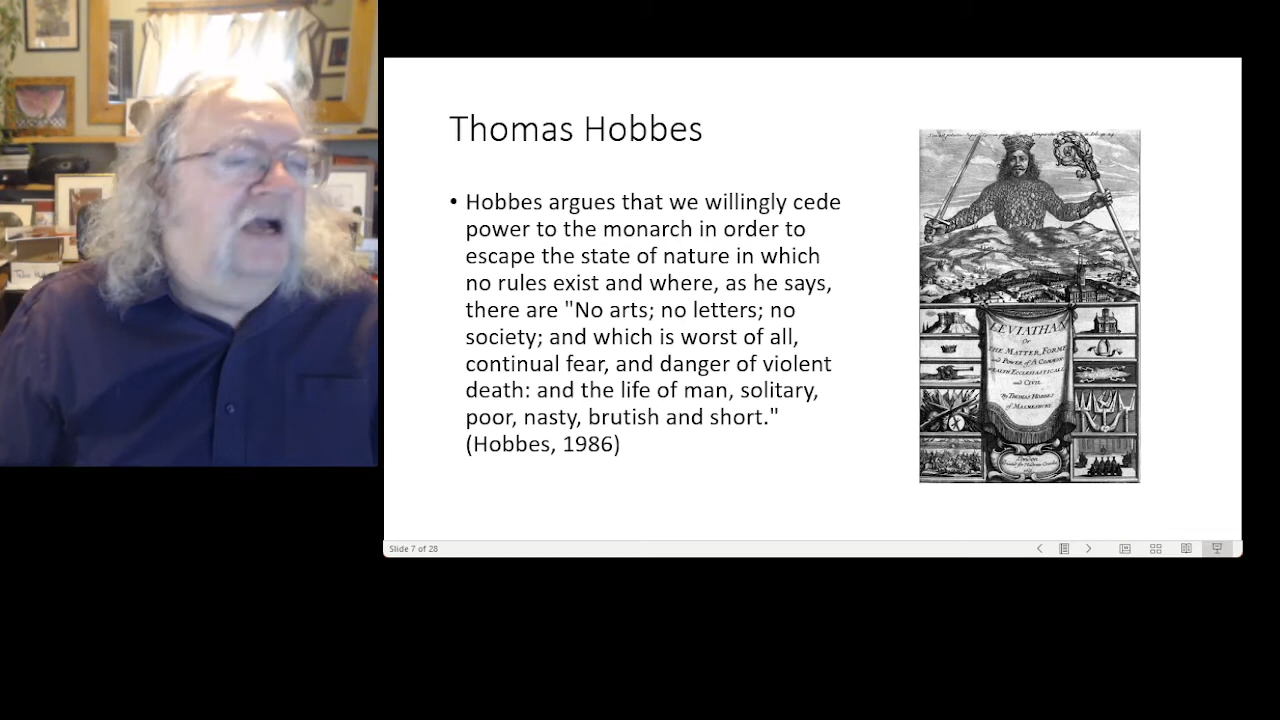 Thomas Hobbes
• Hobbes argues that we willingly cede
power to the monarch in order to
escape the state of nature in which
no rules exist and where, as he says,
there are "No arts; no letters; no
society; and which is worst of all,
continual fear, and danger of violent
death: and the life of man, solitary,
poor, nasty, brutish and short."
(Hobbes, 1986)
LEVIATHAN
Or
THE MATTER, FORME
and Power of A COMMON
WEALTH ECCLESIASTICALL
and CIVIL
By THOMAS HOBBES
of MALMESBURY
London
Slide 7 of 28